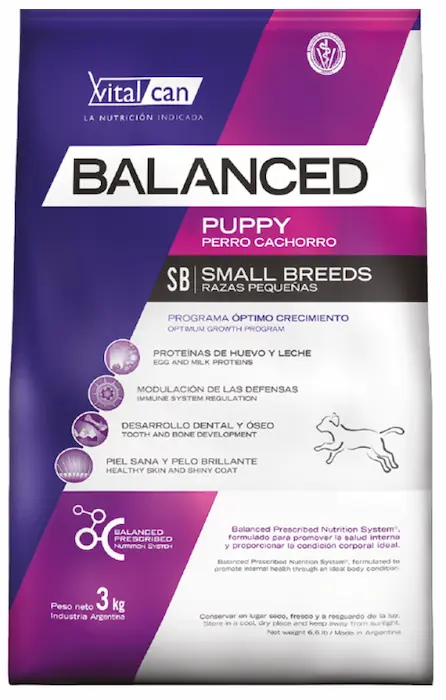 Vital can
LA NUTRICIÓN INDICADA
BALANCED
PUPPY
PERRO CACHORRO
SB SMALL BREEDS
RAZAS PEQUEÑAS
PROGRAMA ÓPTIMO CRECIMIENTO
OPTIMUM GROWTH PROGRAM
PROTEÍNAS DE HUEVO Y LECHE
EGG AND MILK PROTEINS
MODULACIÓN DE LAS DEFENSAS
IMMUNE SYSTEM REGULATION
DESARROLLO DENTAL Y ÓSEO
TOOTH AND BONE DEVELOPMENT
PIEL SANA Y PELO BRILLANTE
HEALTHY SKIN AND SHINY COAT
BALANCED
PRESCRIBED
NUTRITION SYSTEM
Balanced Prescribed Nutrition System®,
formulado para promover la salud interna
y proporcionar la condición corporal ideal.
Balanced Prescribed Nutrition System®, formulated to
promote internal health through an ideal body condition.
Peso neto 3 kg
Industria Argentina
Conservar en lugar seco, fresco y a resguardo de la luz.
Store in a cool, dry place and keep away from sunlight.
Net weight 6,6 lb / Made in Argentina